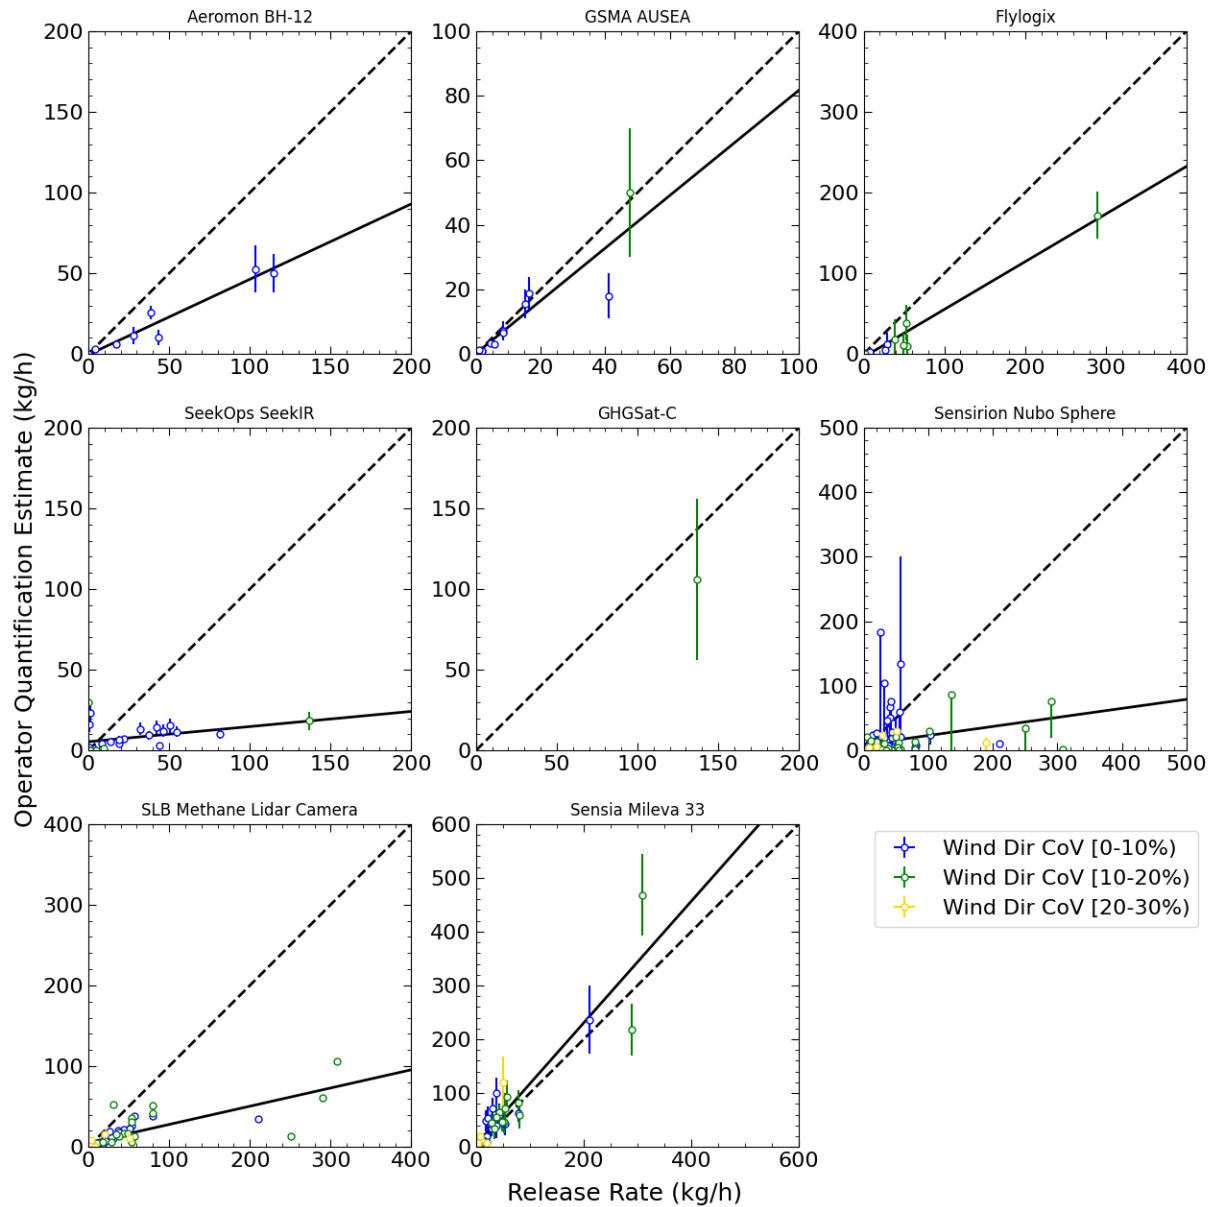 Aeromon BH-12
GSMA AUSEA
Flylogix
200
150
100
50
0
0 50 100 150 200
100
80
60
40
20
0
0 20 40 60 80 100
400
300
200
100
0
0 100 200 300 400
SeekOps SeekIR
GHGSat-C
Sensirion Nubo Sphere
200
150
100
50
0
0 50 100 150 200
200
150
100
50
0
0 50 100 150 200
500
400
300
200
100
0
0 100 200 300 400 500
SLB Methane Lidar Camera
Sensia Mileva 33
400
300
200
100
0
0 100 200 300 400
600
500
400
300
200
100
0
0 200 400 600
Wind Dir CoV [0-10%)
Wind Dir CoV [10-20%)
Wind Dir CoV [20-30%)
Operator Quantification Estimate (kg/h)
Release Rate (kg/h)